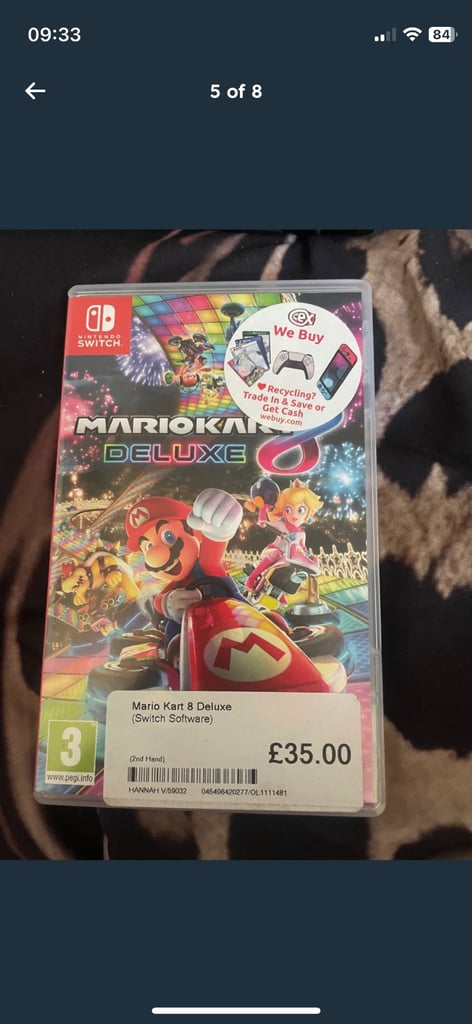 09:33
84
5 of 8
NINTENDO
SWITCH.
CeX
We Buy
Recycling?
Trade In & Save or
Get Cash
webuy.com
MARIOKART 8
DELUXE
M
M
Mario Kart 8 Deluxe
(Switch Software)
(2nd Hand)
£35.00
HANNAH V/59032 045496420277/OL1111481
3
www.pegi.info